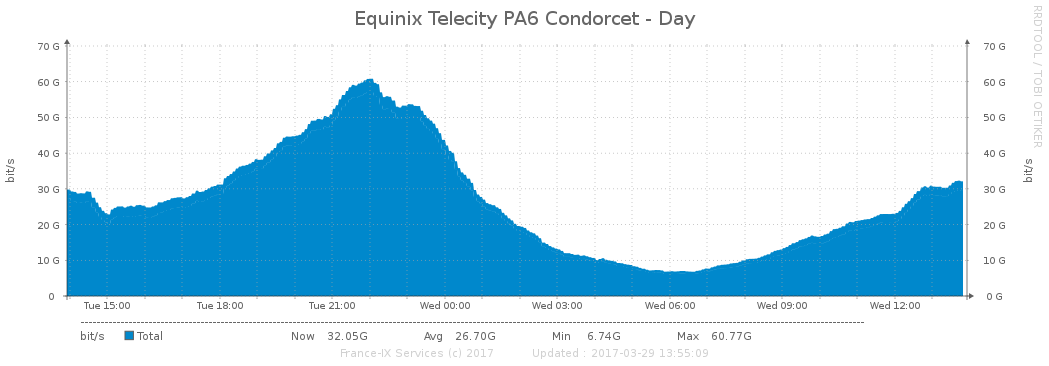 Equinix Telecity PA6 Condorcet - Day
RRDTOOL / TOBI OETIKER
70 G 70 G
60 G 60 G
50 G 50 G
40 G 40 G
30 G 30 G
20 G 20 G
10 G 10 G
0 0 G
bit/s bit/s
Tue 15:00 Tue 18:00 Tue 21:00 Wed 00:00 Wed 03:00 Wed 06:00 Wed 09:00 Wed 12:00
bit/s Total Now 32.05G Avg 26.70G Min 6.74G Max 60.77G
France-IX Services (c) 2017 Updated : 2017-03-29 13:55:09